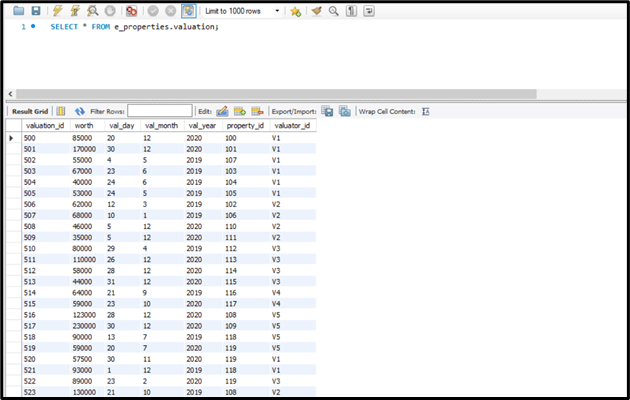 Limit to 1000 rows
1 SELECT * FROM e_properties.valuation;
Result Grid Filter Rows: Edit: Export/Import: Wrap Cell Content:
valuation_id worth val_day val_month val_year property_id valuator_id
500 85000 20 12 2020 100 V1
501 170000 30 12 2020 101 V1
502 55000 4 5 2019 107 V1
503 67000 23 6 2019 103 V1
504 40000 24 6 2019 104 V1
505 53000 24 5 2019 105 V1
506 62000 12 3 2019 102 V2
507 68000 10 1 2019 106 V2
508 46000 5 12 2020 110 V2
509 35000 5 12 2020 111 V2
510 80000 29 4 2019 112 V3
511 110000 26 12 2020 113 V3
512 58000 28 12 2020 114 V3
513 44000 31 12 2020 115 V3
514 64000 21 9 2019 116 V4
515 59000 23 10 2019 117 V4
516 123000 28 12 2020 108 V5
517 230000 30 12 2020 109 V5
518 90000 13 7 2019 118 V5
519 59000 20 7 2020 119 V5
520 57500 30 11 2020 119 V1
521 93000 1 12 2019 118 V1
522 89000 23 2 2020 119 V3
523 130000 21 10 2019 108 V2